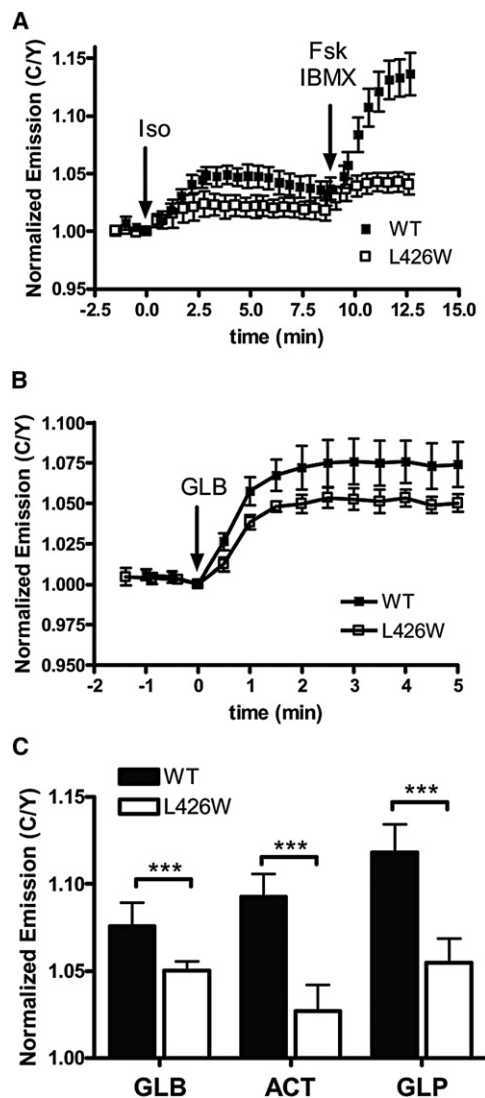 A
Normalized Emission (C/Y)
1.15
1.10
1.05
1.00
0.95
Iso
Fsk
IBMX
WT
L426W
-2.5 0.0 2.5 5.0 7.5 10.0 12.5 15.0
time (min)
B
Normalized Emission (C/Y)
1.100
1.075
1.050
1.025
1.000
0.975
0.950
GLB
WT
L426W
-2 -1 0 1 2 3 4 5
time (min)
C
WT
L426W
Normalized Emission (C/Y)
1.15
1.10
1.05
1.00
*** *** ***
GLB ACT GLP